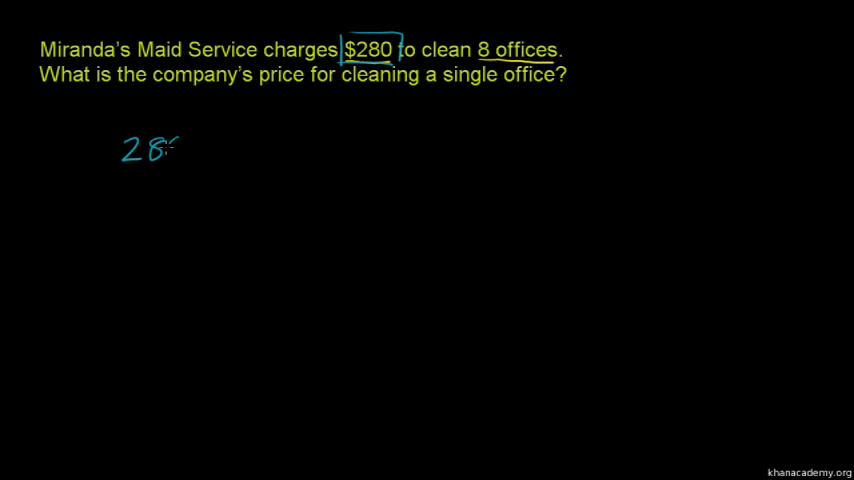 Miranda's Maid Service charges $280 to clean 8 offices.
What is the company's price for cleaning a single office?
28
khanacademy.org